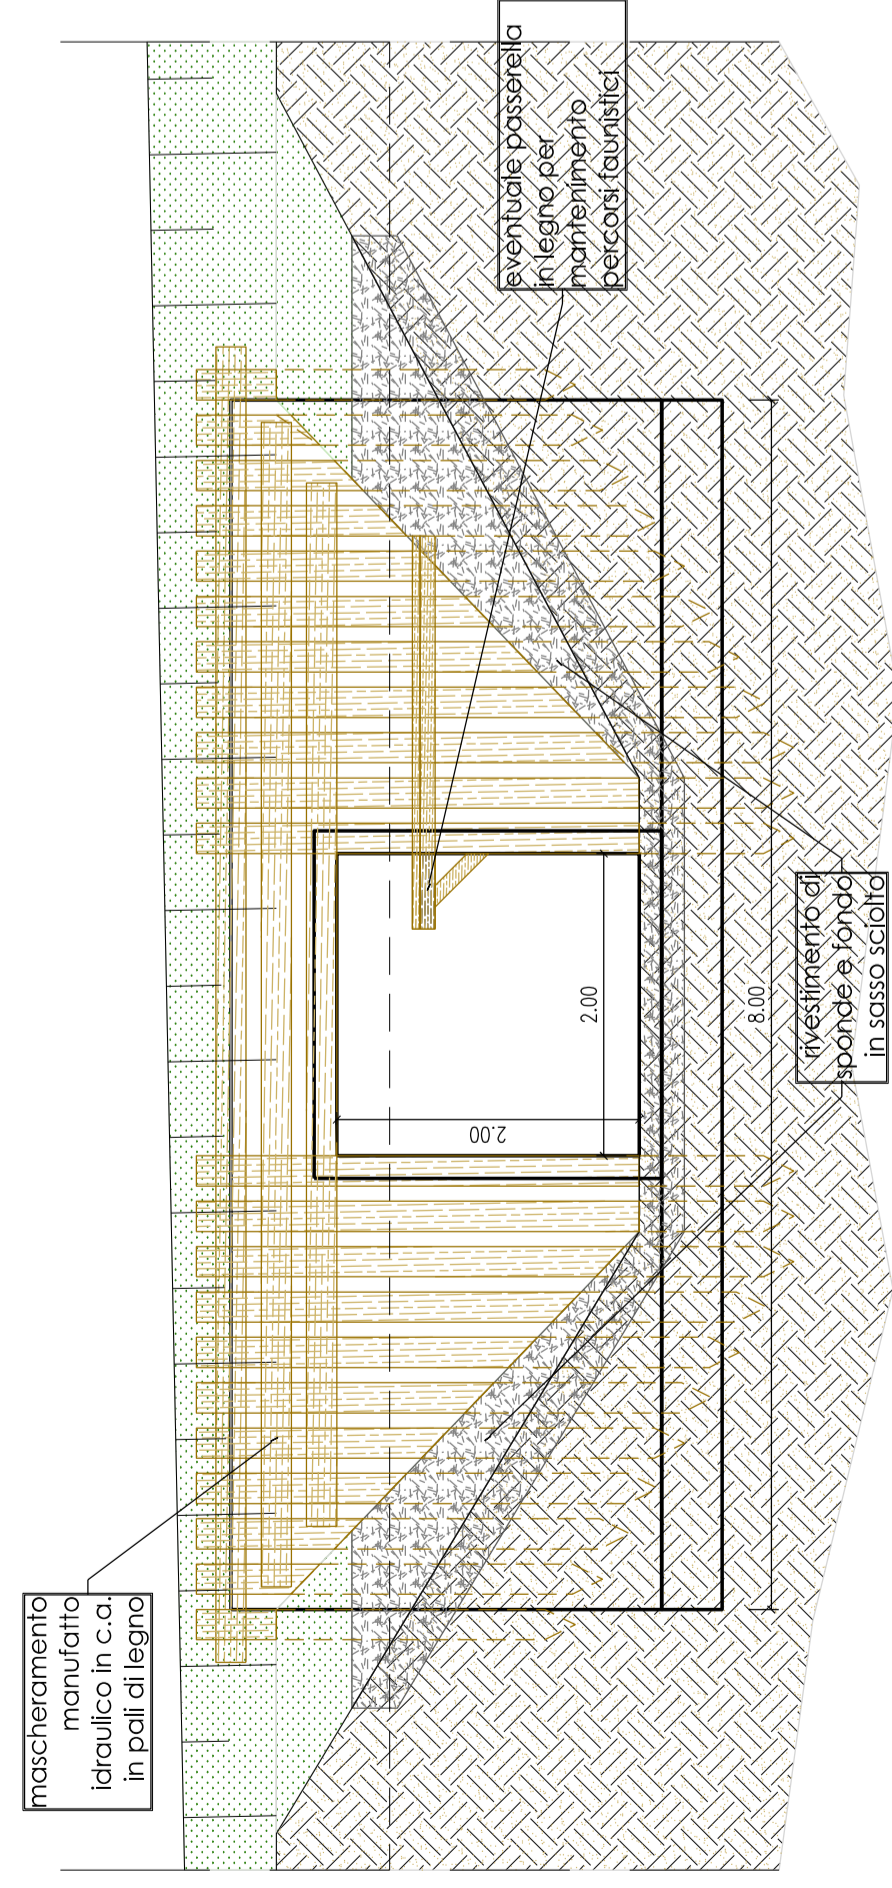 mascheramento
manufatto
idraulico in c.a.
in pali di legno
eventuale passerella
in legno per
mantenimento
percorsi faunistici
2.00
2.00
8.00
rivestimento di
sponde e fondo
in sasso sciolto